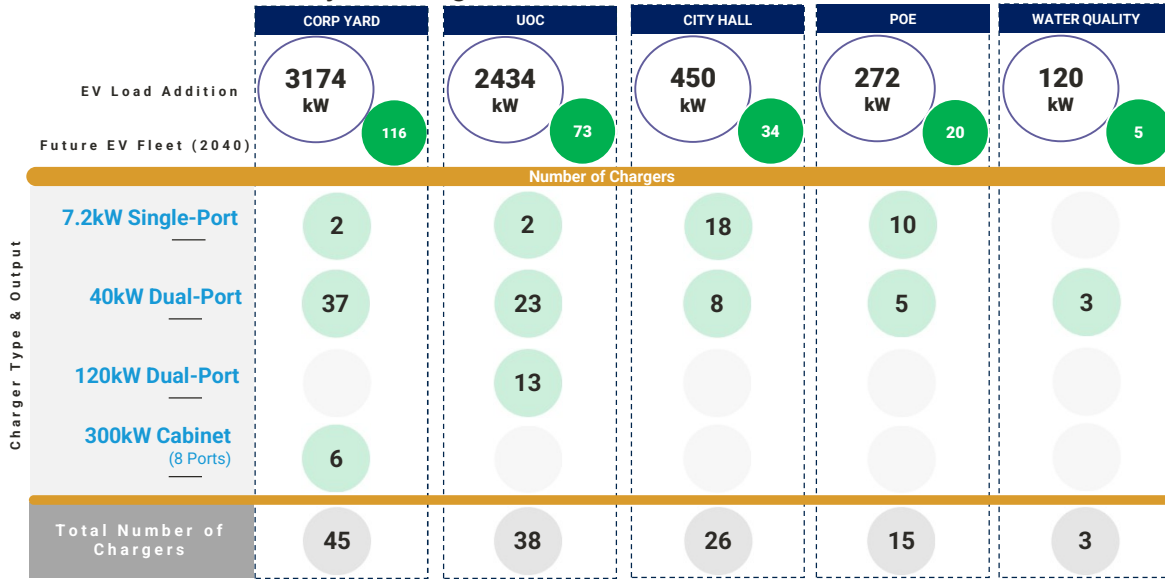 CORP YARD
UOC
CITY HALL
POE
WATER QUALITY
EV Load Addition
3174
kW
2434
kW
450
kW
272
kW
120
kW
Future EV Fleet (2040)
116
73
34
20
5
Number of Chargers
Charger Type & Output
7.2kW Single-Port
2
2
18
10
40kW Dual-Port
37
23
8
5
3
120kW Dual-Port
13
300kW Cabinet
(8 Ports)
6
Total Number of
Chargers
45
38
26
15
3